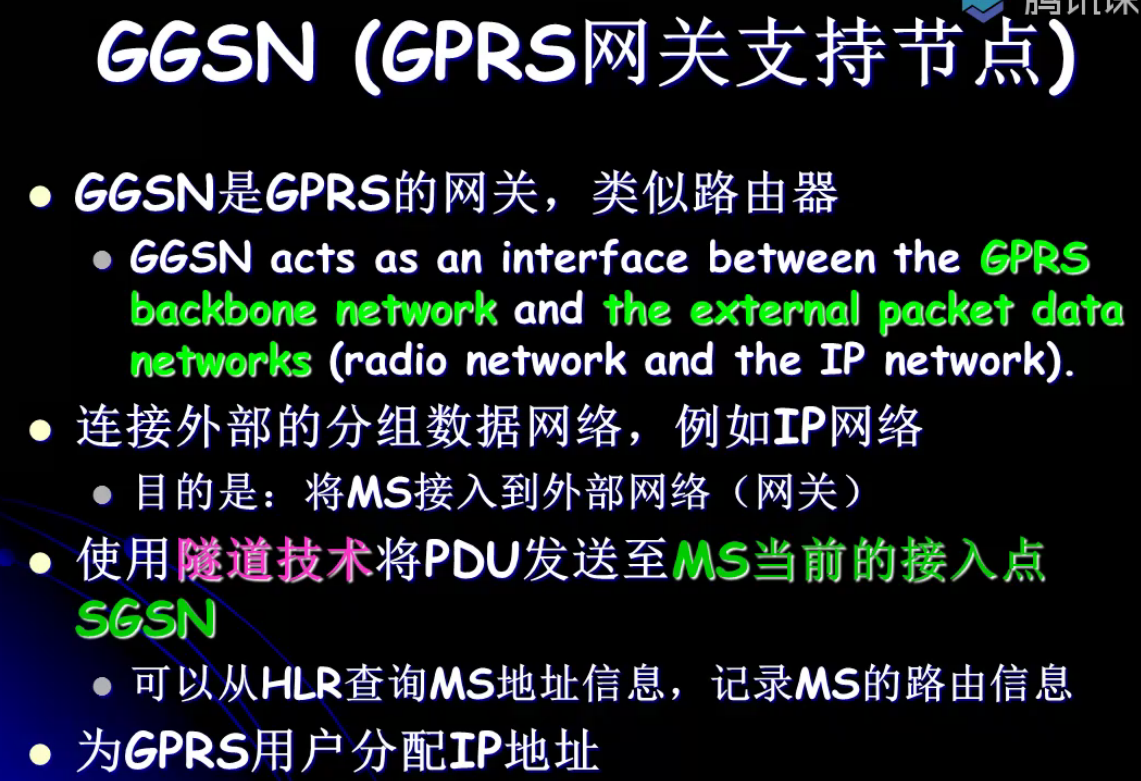 腾讯课
GGSN (GPRS网关支持节点)
GGSN是GPRS的网关，类似路由器
GGSN acts as an interface between the GPRS
backbone network and the external packet data
networks (radio network and the IP network).
连接外部的分组数据网络，例如IP网络
目的是：将MS接入到外部网络（网关）
使用隧道技术将PDU发送至MS当前的接入点
SGSN
可以从HLR查询MS地址信息，记录MS的路由信息
为GPRS用户分配IP地址